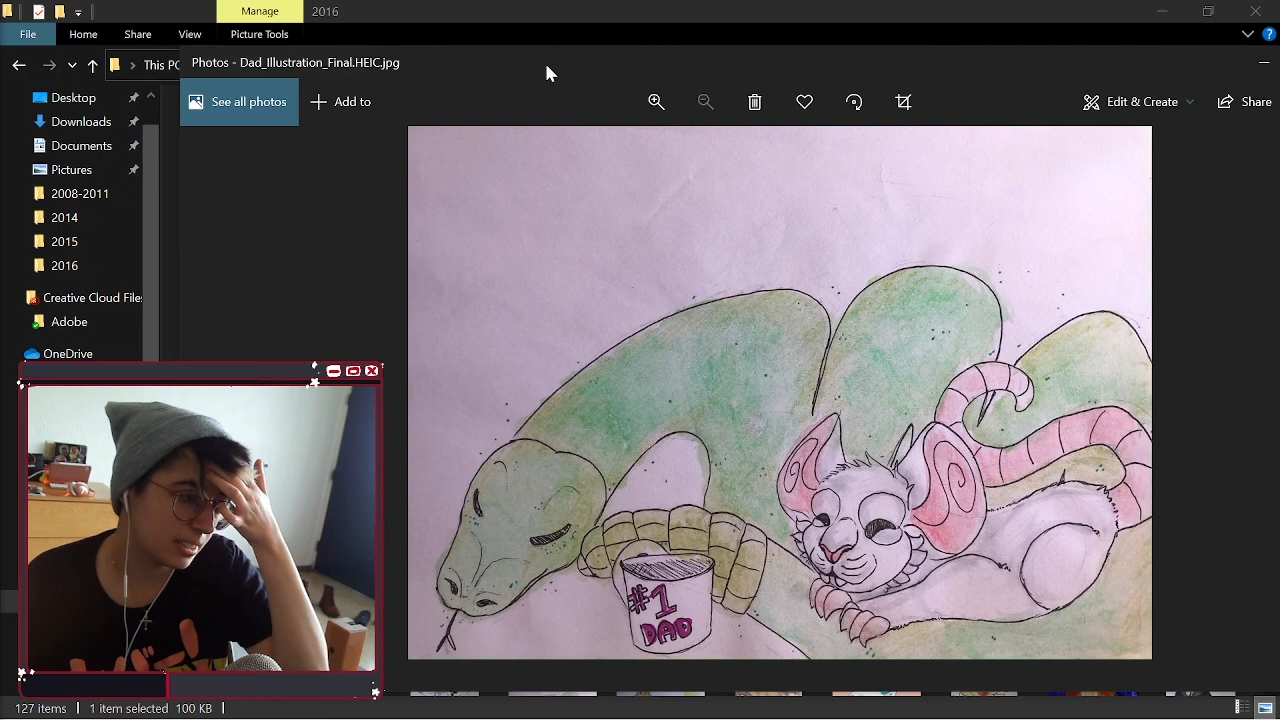 Manage
2016
File
Home
Share
View
Picture Tools
This PC
Photos - Dad_Illustration_Final.HEIC.jpg
See all photos
Add to
Edit & Create
Share
Desktop
Downloads
Documents
Pictures
2008-2011
2014
2015
2016
Creative Cloud Files
Adobe
OneDrive
#1
DAD
127 items
1 item selected
100 KB